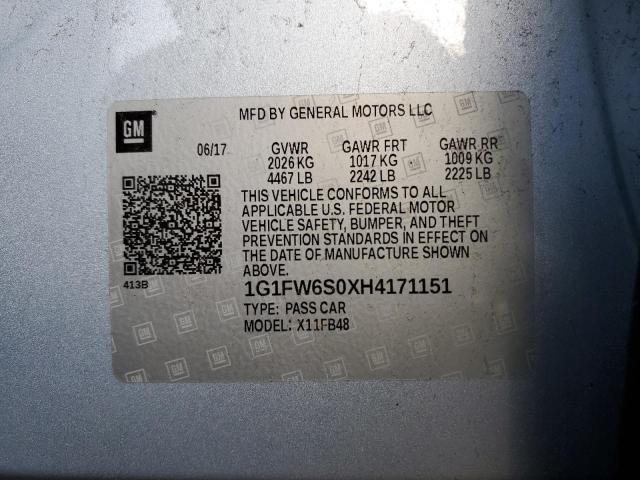 MFD BY GENERAL MOTORS LLC
GM
06/17 GVWR GAWR FRT GAWR RR
2026 KG 1017 KG 1009 KG
4467 LB 2242 LB 2225 LB
THIS VEHICLE CONFORMS TO ALL
APPLICABLE U.S. FEDERAL MOTOR
VEHICLE SAFETY, BUMPER, AND THEFT
PREVENTION STANDARDS IN EFFECT ON
THE DATE OF MANUFACTURE SHOWN
ABOVE.
413B
1G1FW6S0XH4171151
TYPE: PASS CAR
MODEL: X11FB48